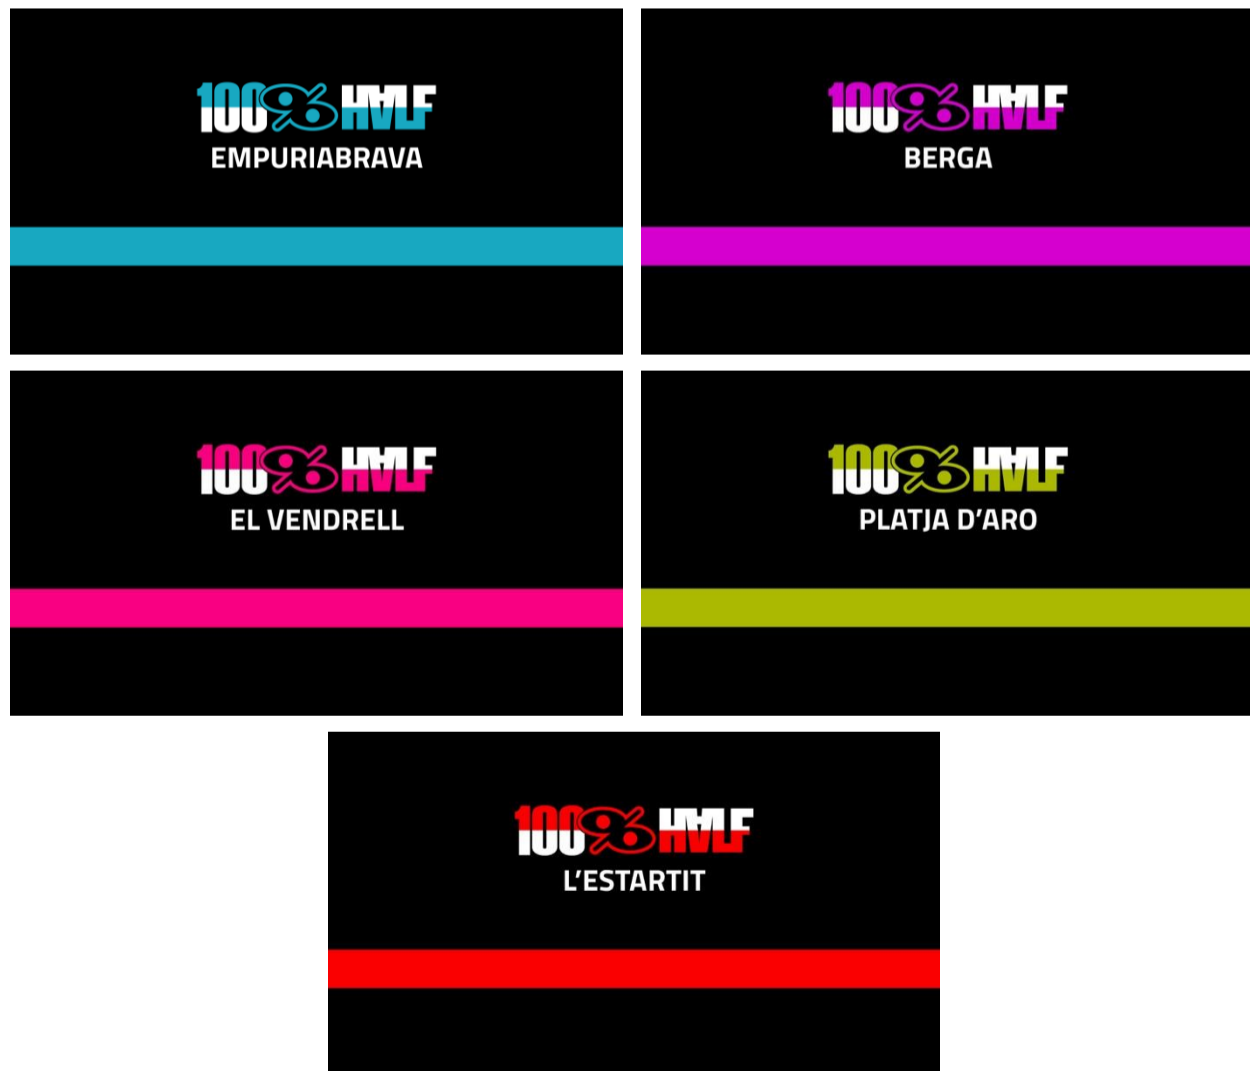 100% HALF
EMPURIABRAVA
100% HALF
BERGA
100% HALF
EL VENDRELL
100% HALF
PLATJA D'ARO
100% HALF
L'ESTARTIT